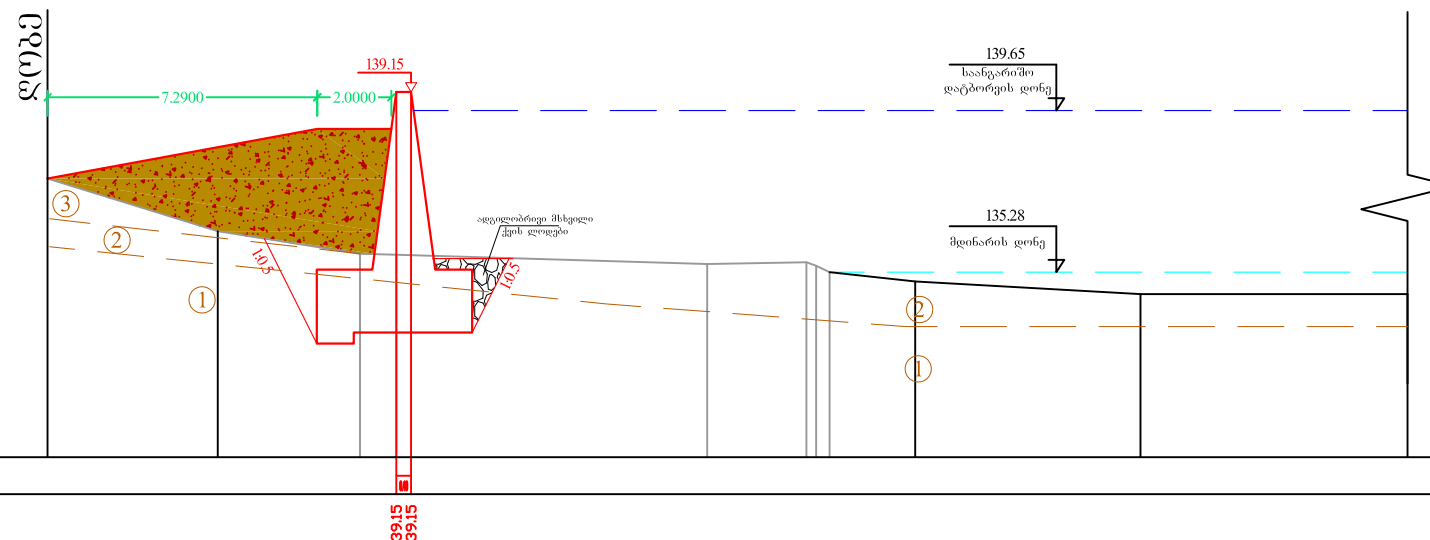 139.65
საანგარიშო
დატბორვის დონე
139.15
7.2900
2.0000
135.28
მდინარის დონე
ადგილობრივი მსხვილი
ქვის ლოდები
3
2
1
1:0.5
1:0.5
2
1
39.15
39.15